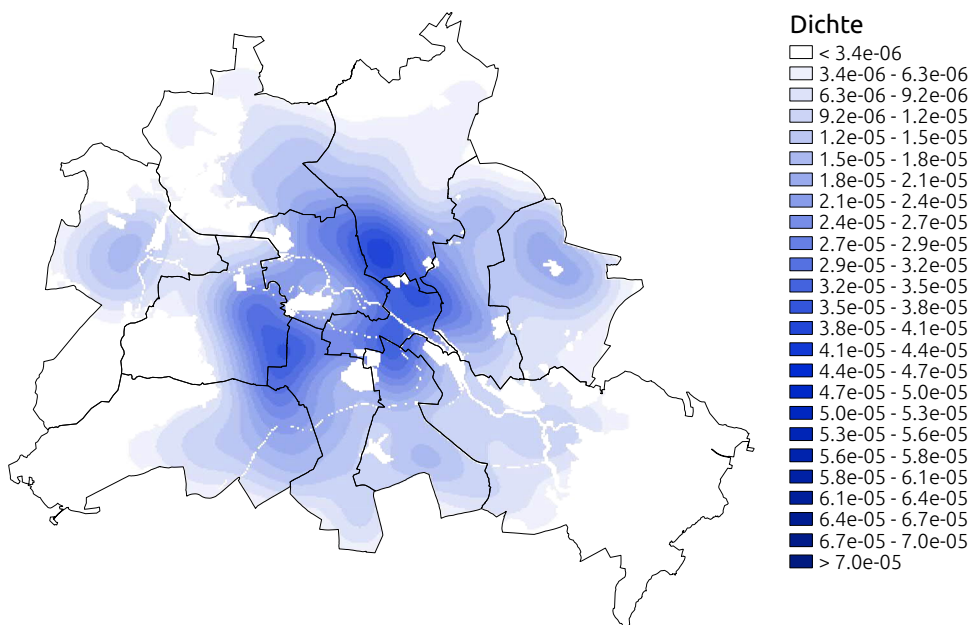 Dichte
< 3.4e-06
3.4e-06 - 6.3e-06
6.3e-06 - 9.2e-06
9.2e-06 - 1.2e-05
1.2e-05 - 1.5e-05
1.5e-05 - 1.8e-05
1.8e-05 - 2.1e-05
2.1e-05 - 2.4e-05
2.4e-05 - 2.7e-05
2.7e-05 - 2.9e-05
2.9e-05 - 3.2e-05
3.2e-05 - 3.5e-05
3.5e-05 - 3.8e-05
3.8e-05 - 4.1e-05
4.1e-05 - 4.4e-05
4.4e-05 - 4.7e-05
4.7e-05 - 5.0e-05
5.0e-05 - 5.3e-05
5.3e-05 - 5.6e-05
5.6e-05 - 5.8e-05
5.8e-05 - 6.1e-05
6.1e-05 - 6.4e-05
6.4e-05 - 6.7e-05
6.7e-05 - 7.0e-05
> 7.0e-05